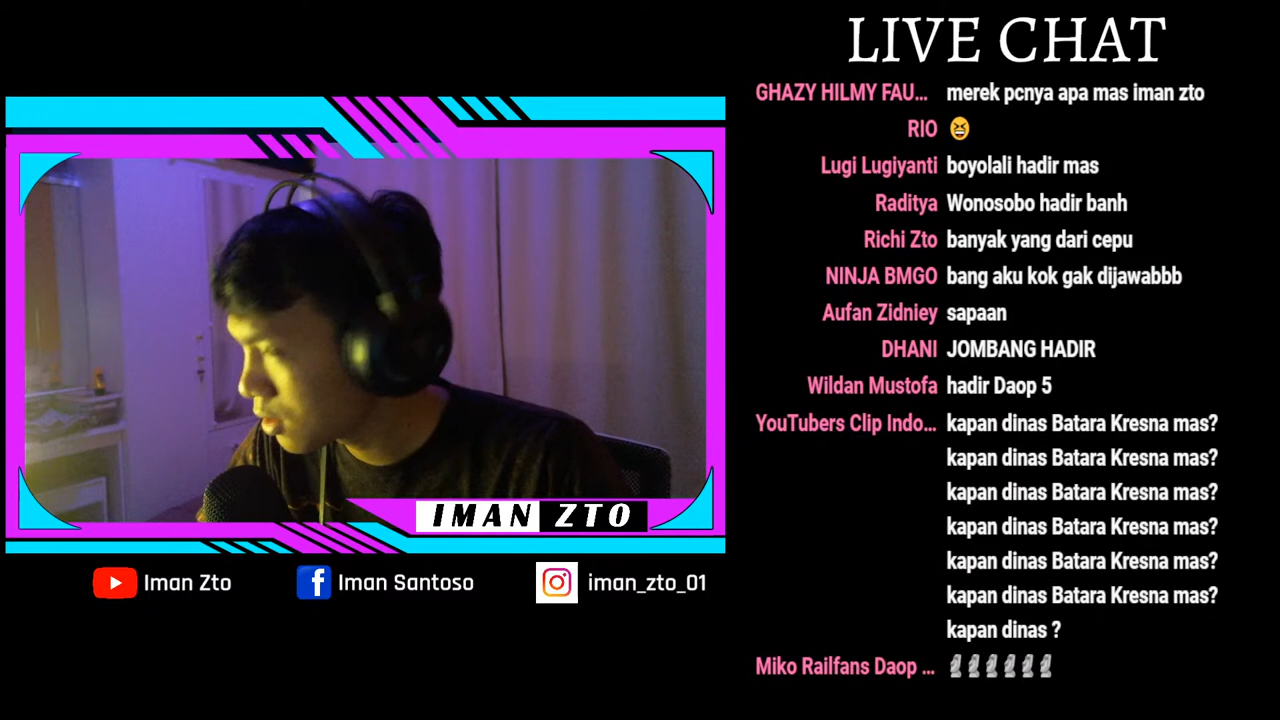 LIVE CHAT
GHAZY HILMY FAU... merek pcnya apa mas iman zto
RIO 😆
Lugi Lugiyanti boyolali hadir mas
Raditya Wonosobo hadir banh
Richi Zto banyak yang dari cepu
NINJA BMGO bang aku kok gak dijawabbb
Aufan Zidniey sapaan
DHANI JOMBANG HADIR
Wildan Mustofa hadir Daop 5
YouTubers Clip Indo... kapan dinas Batara Kresna mas?
kapan dinas Batara Kresna mas?
kapan dinas Batara Kresna mas?
kapan dinas Batara Kresna mas?
kapan dinas Batara Kresna mas?
kapan dinas Batara Kresna mas?
kapan dinas ?
Miko Railfans Daop ... 🗿🗿🗿🗿🗿🗿
IMAN ZTO
Iman Zto
Iman Santoso
iman_zto_01